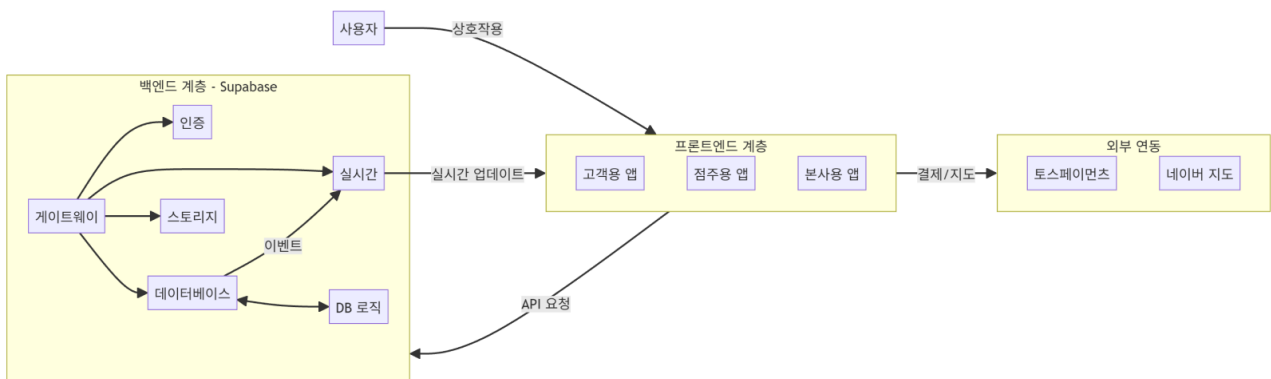 사용자
상호작용
백엔드 계층 - Supabase
인증
게이트웨이
실시간
스토리지
이벤트
데이터베이스
DB 로직
실시간 업데이트
API 요청
프론트엔드 계층
고객용 앱
점주용 앱
본사용 앱
결제/지도
외부 연동
토스페이먼츠
네이버 지도